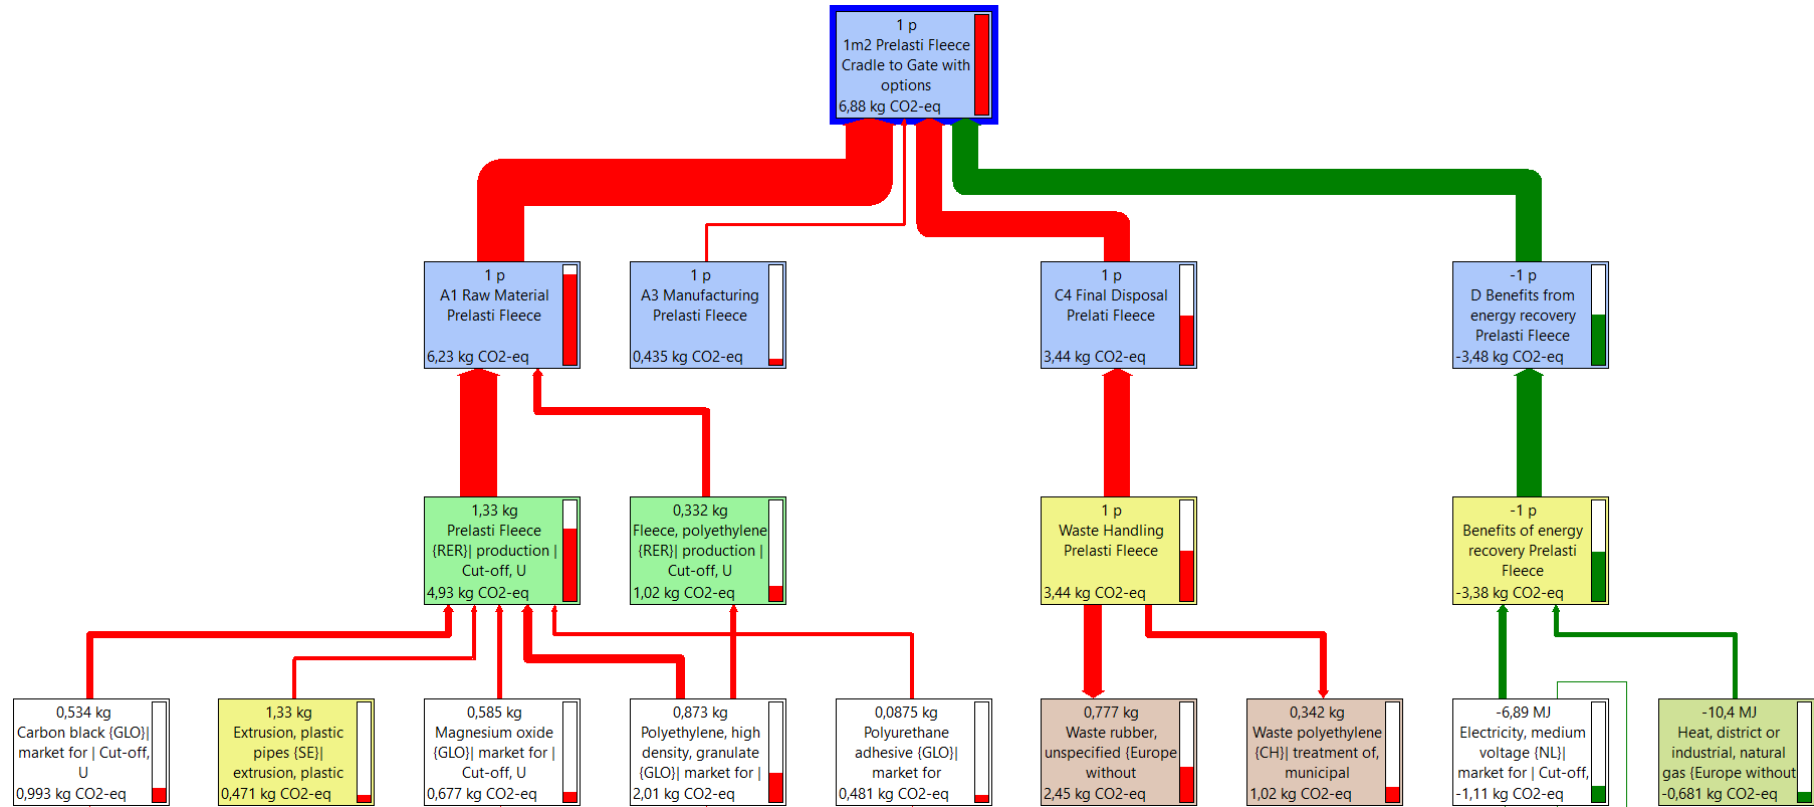 1 p
1m2 Prelasti Fleece
Cradle to Gate with
options
6,88 kg CO2-eq
1 p
A1 Raw Material
Prelasti Fleece
6,23 kg CO2-eq
1 p
A3 Manufacturing
Prelasti Fleece
0,435 kg CO2-eq
1 p
C4 Final Disposal
Prelati Fleece
3,44 kg CO2-eq
-1 p
D Benefits from
energy recovery
Prelasti Fleece
-3,48 kg CO2-eq
1,33 kg
Prelasti Fleece
{RER}| production |
Cut-off, U
4,93 kg CO2-eq
0,332 kg
Fleece, polyethylene
{RER}| production |
Cut-off, U
1,02 kg CO2-eq
1 p
Waste Handling
Prelasti Fleece
3,44 kg CO2-eq
-1 p
Benefits of energy
recovery Prelasti
Fleece
-3,38 kg CO2-eq
0,534 kg
Carbon black {GLO}|
market for | Cut-off,
U
0,993 kg CO2-eq
1,33 kg
Extrusion, plastic
pipes {SE}|
extrusion, plastic
0,471 kg CO2-eq
0,585 kg
Magnesium oxide
{GLO}| market for |
Cut-off, U
0,677 kg CO2-eq
0,873 kg
Polyethylene, high
density, granulate
{GLO}| market for |
2,01 kg CO2-eq
0,0875 kg
Polyurethane
adhesive {GLO}|
market for
0,481 kg CO2-eq
0,777 kg
Waste rubber,
unspecified {Europe
without
2,45 kg CO2-eq
0,342 kg
Waste polyethylene
{CH}| treatment of,
municipal
1,02 kg CO2-eq
-6,89 MJ
Electricity, medium
voltage {NL}|
market for | Cut-off,
-1,11 kg CO2-eq
-10,4 MJ
Heat, district or
industrial, natural
gas {Europe without
-0,681 kg CO2-eq